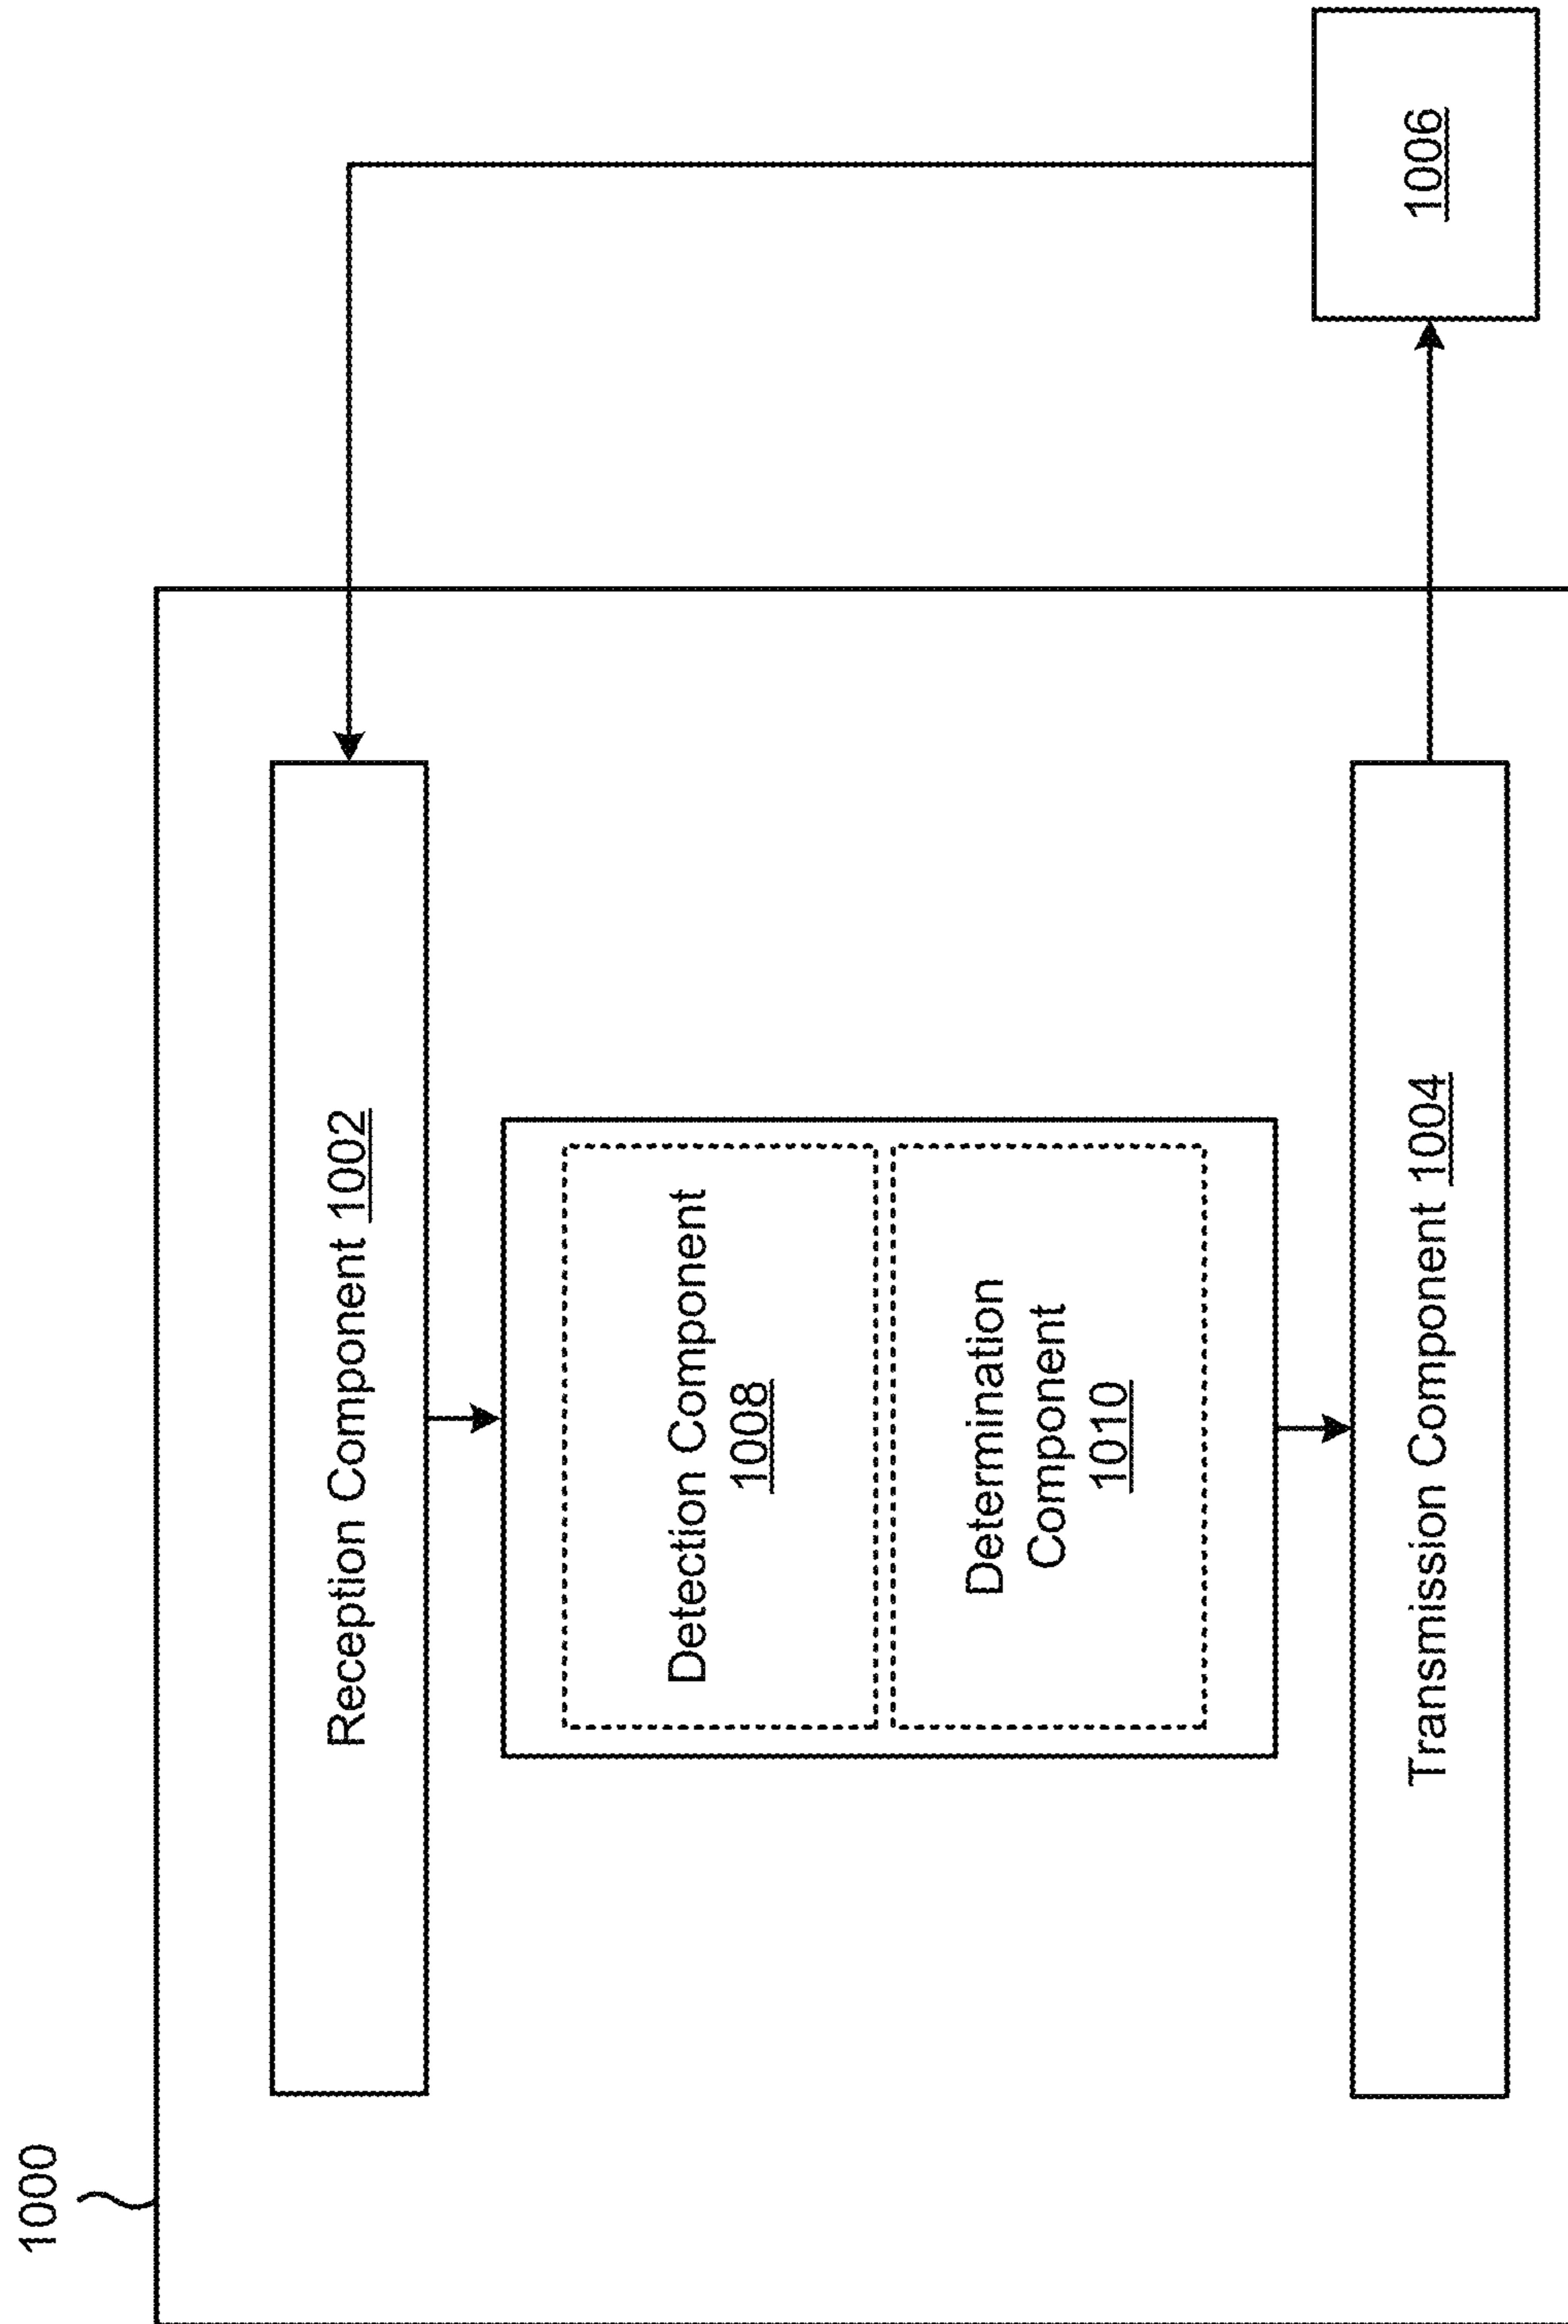 1000
Reception Component 1002
Detection Component
1008
Determination
Component
1010
Transmission Component 1004
1006